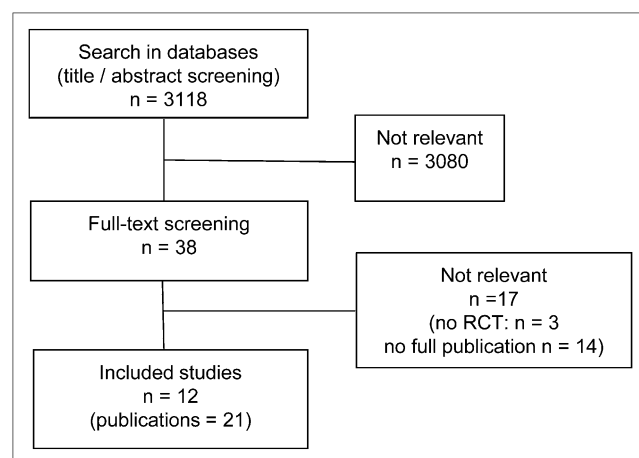 Search in databases
(title / abstract screening)
n = 3118
Not relevant
n = 3080
Full-text screening
n = 38
Not relevant
n =17
(no RCT: n = 3
no full publication n = 14)
Included studies
n = 12
(publications = 21)